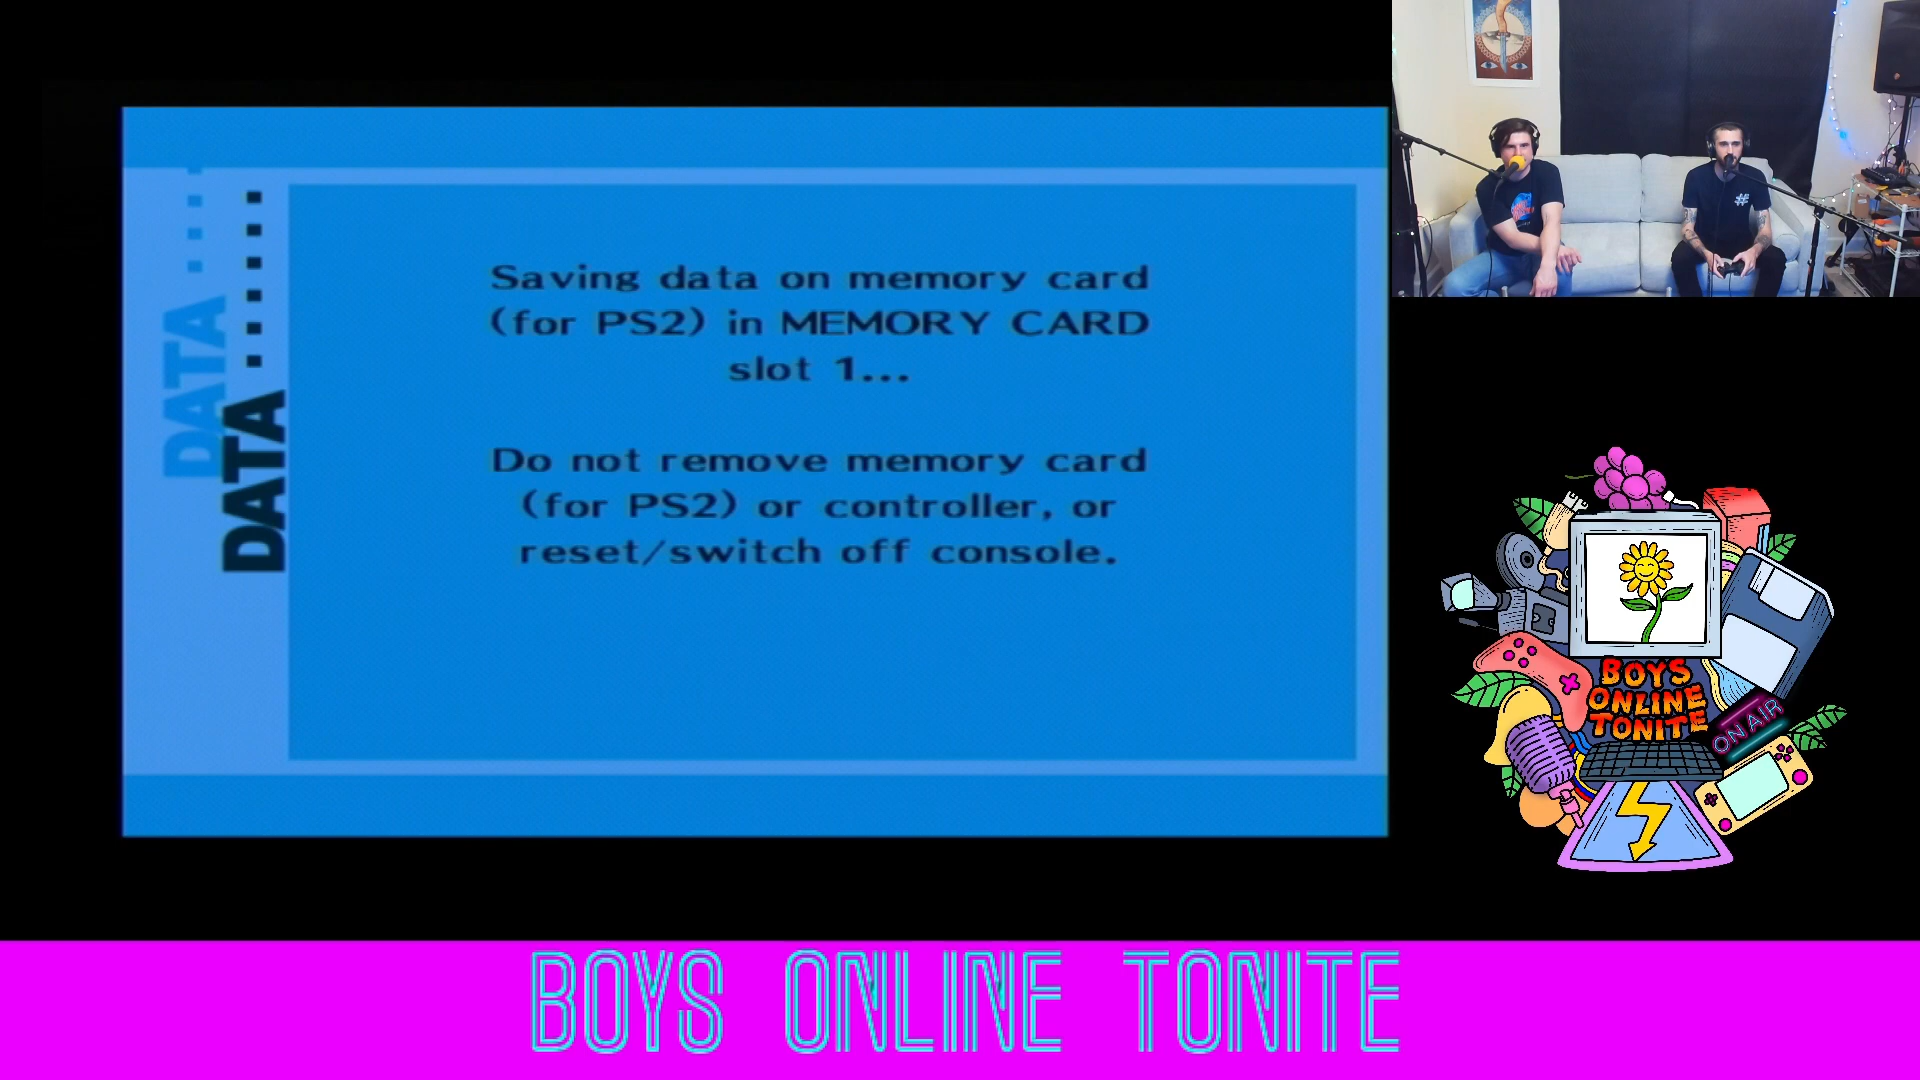 DATA
DATA
Saving data on memory card
(for PS2) in MEMORY CARD
slot 1...
Do not remove memory card
(for PS2) or controller, or
reset/switch off console.
#
BOYS
ONLINE
TONITE
ON AIR
BOYS ONLINE TONITE